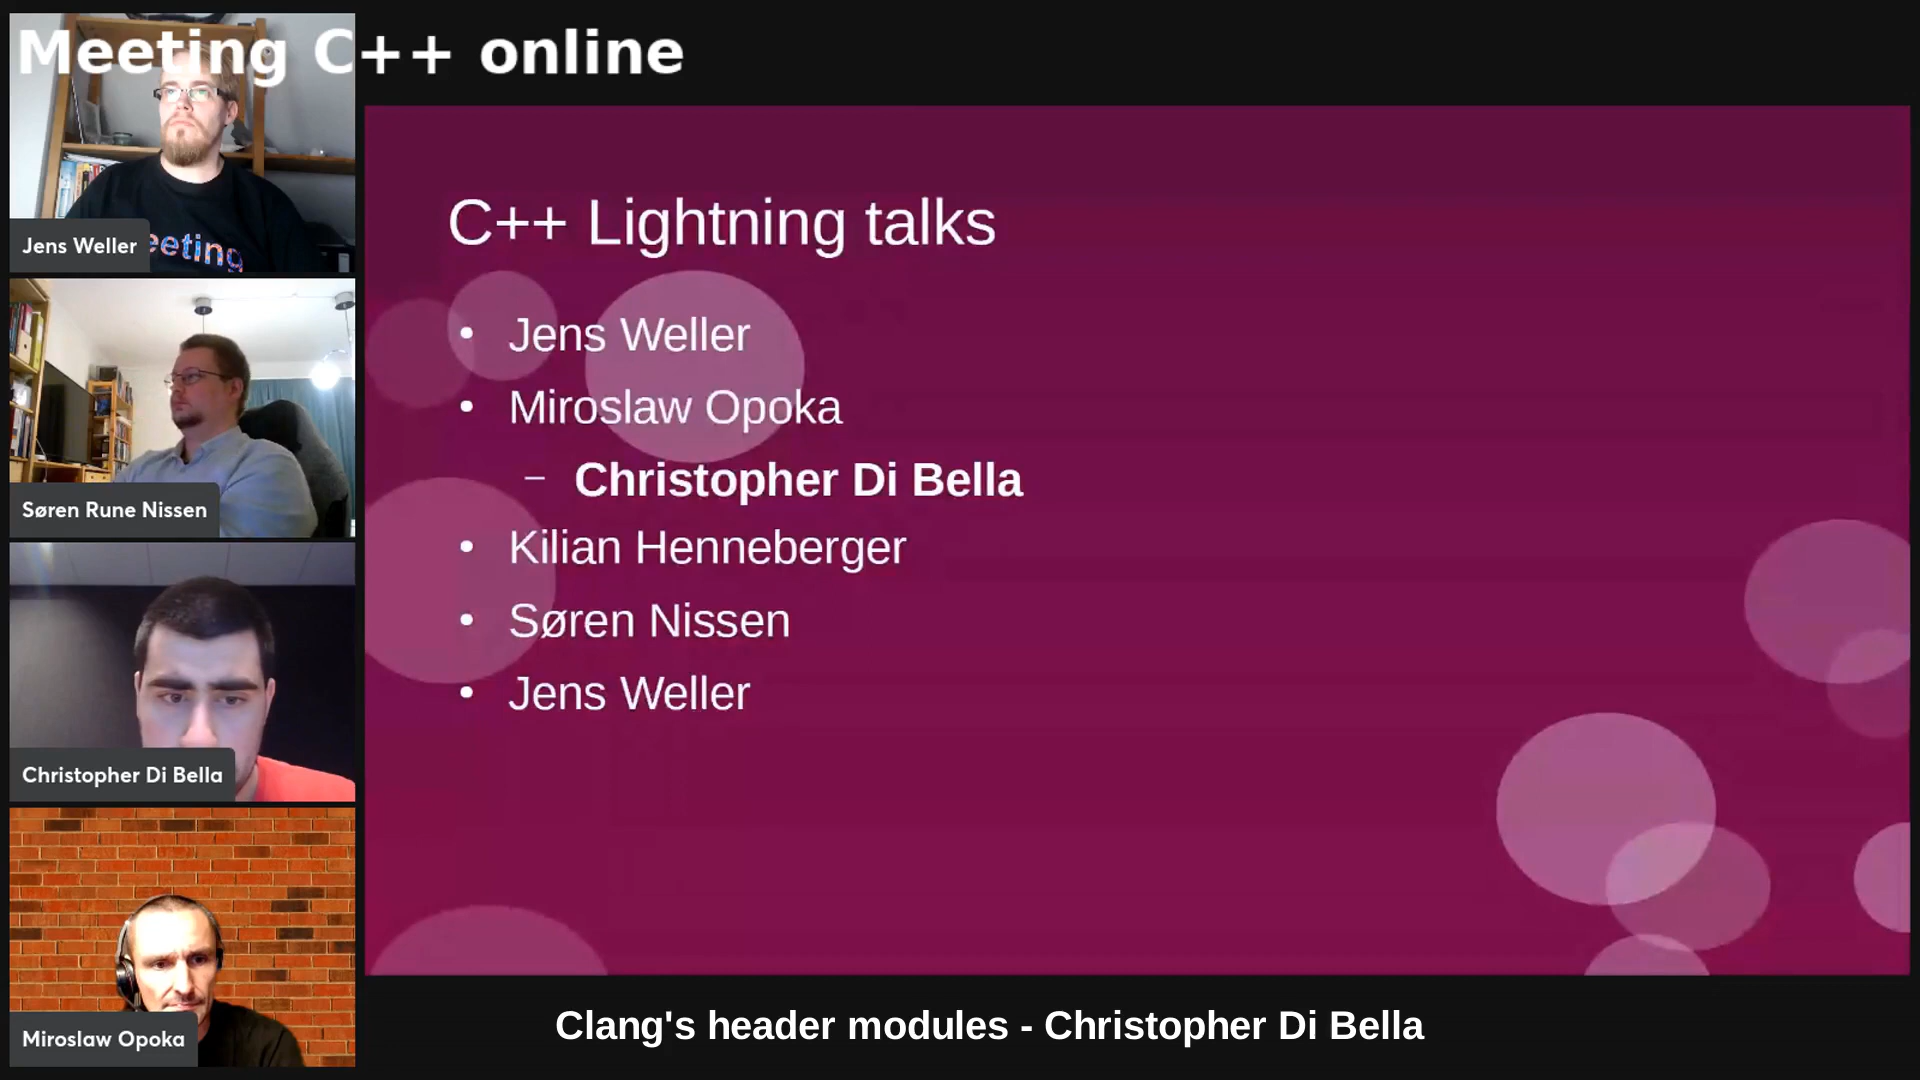 Meeting C++ online
Jens Weller
eeting
Søren Rune Nissen
Christopher Di Bella
Miroslaw Opoka
C++ Lightning talks
• Jens Weller
• Miroslaw Opoka
– Christopher Di Bella
• Kilian Henneberger
• Søren Nissen
• Jens Weller
Clang's header modules - Christopher Di Bella